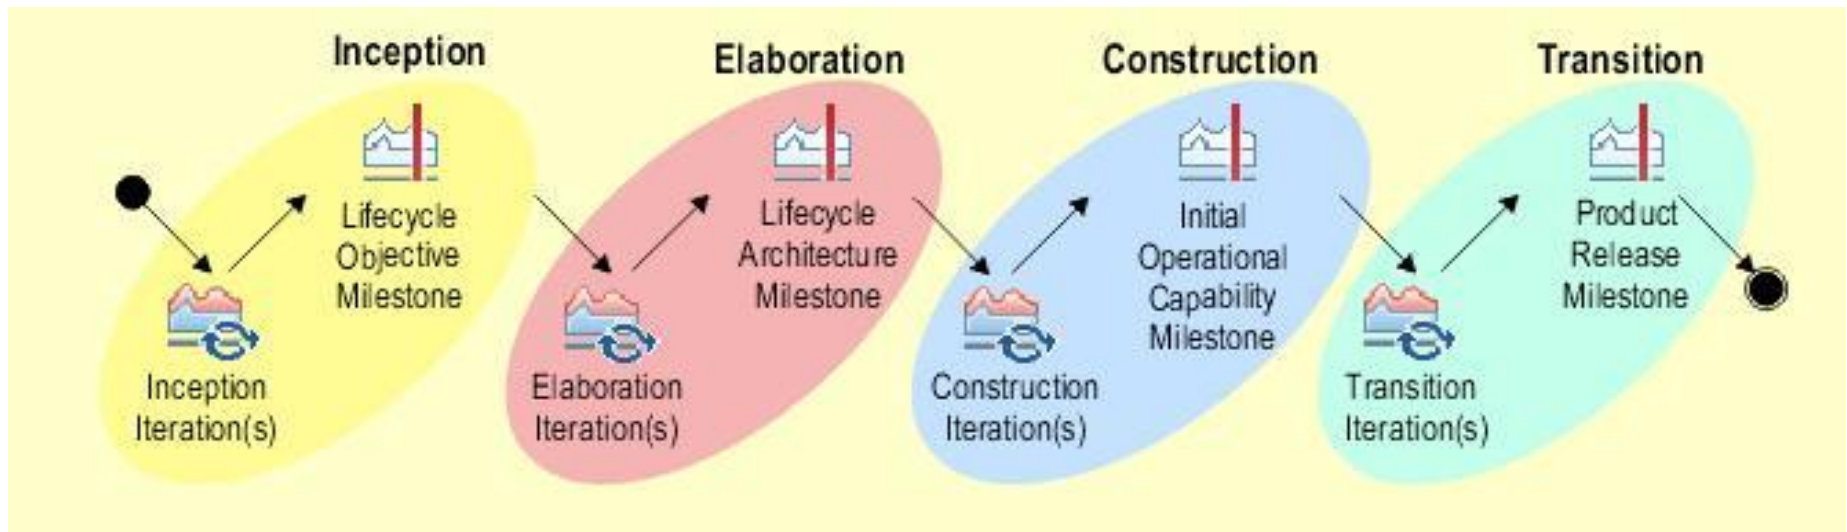 Inception
Elaboration
Construction
Transition
Lifecycle
Objective
Milestone
Inception
Iteration(s)
Lifecycle
Architecture
Milestone
Elaboration
Iteration(s)
Initial
Operational
Capability
Milestone
Construction
Iteration(s)
Product
Release
Milestone
Transition
Iteration(s)